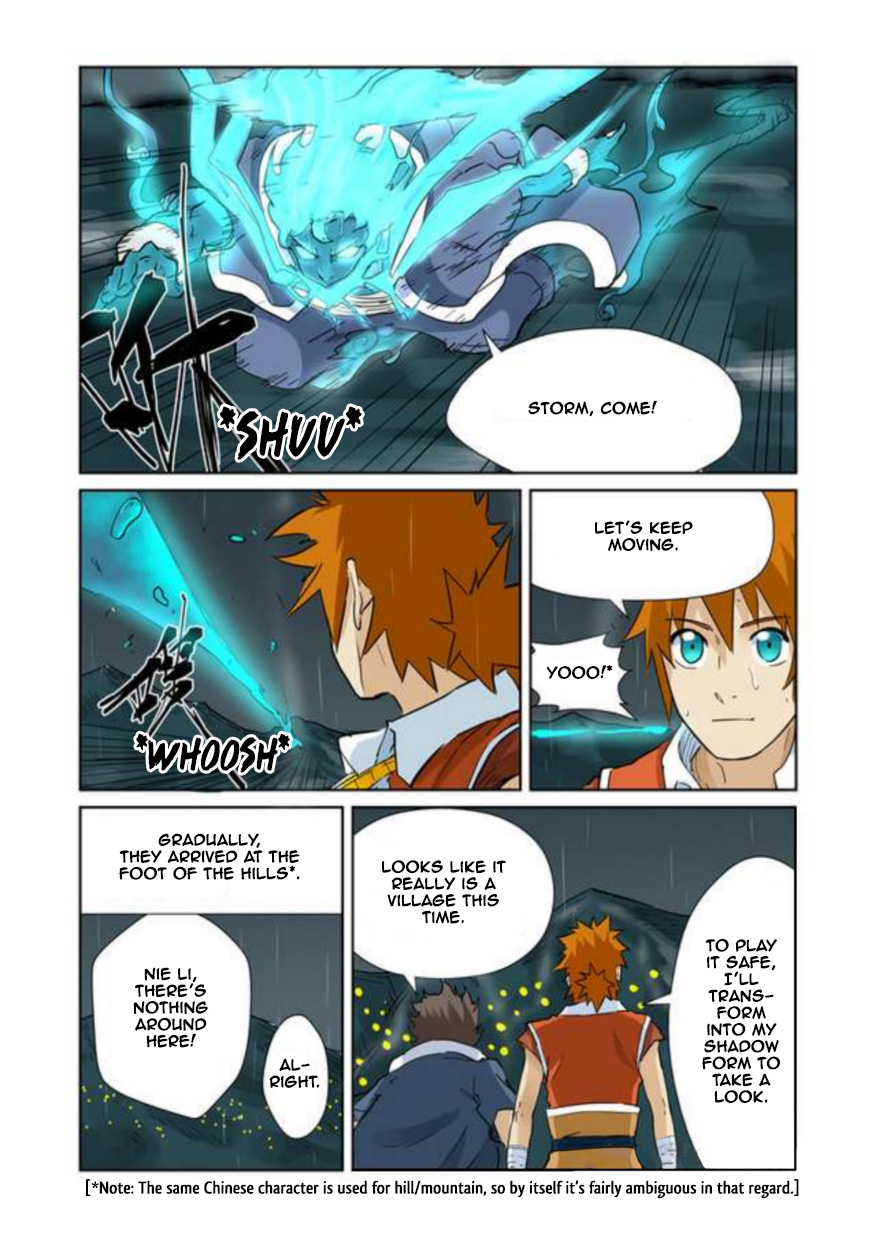 STORM, COME!
*SHUU*
LET'S KEEP
MOVING.
YOOO!*
*WHOOSH*
GRADUALLY,
THEY ARRIVED AT THE
FOOT OF THE HILLS*.
NIE LI,
THERE'S
NOTHING
AROUND
HERE!
AL-
RIGHT.
LOOKS LIKE IT
REALLY IS A
VILLAGE THIS
TIME.
TO PLAY
IT SAFE,
I'LL
TRANS-
FORM
INTO MY
SHADOW
FORM TO
TAKE A
LOOK.
[*Note: The same Chinese character is used for hill/mountain, so by itself it's fairly ambiguous in that regard.]